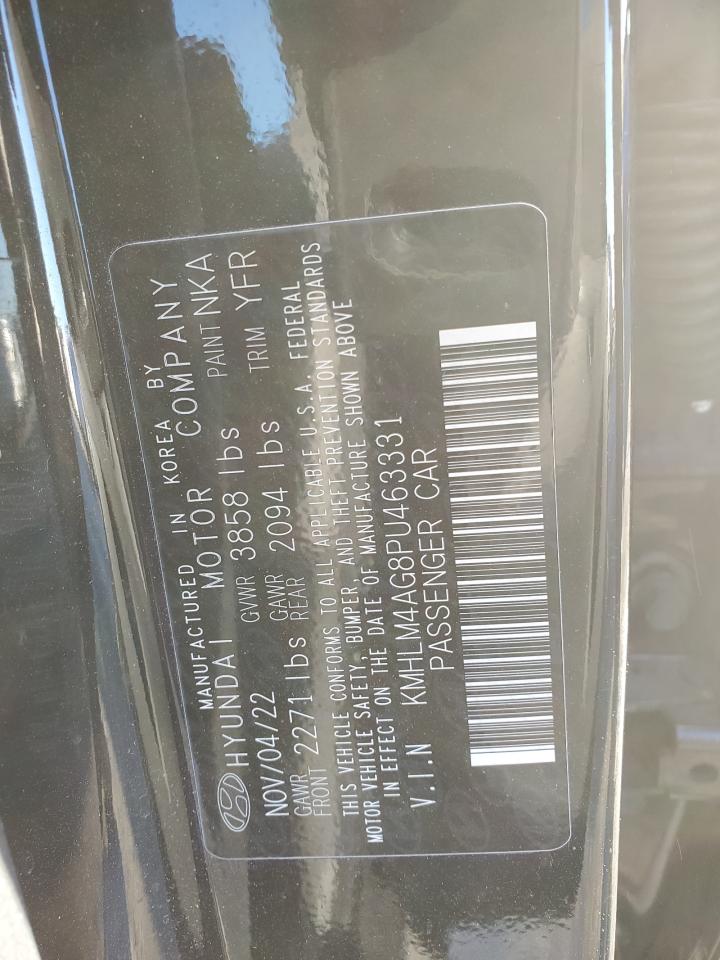 MANUFACTURED IN KOREA BY
HYUNDAI MOTOR COMPANY
NOV/04/22 GVWR 3858 lbs PAINT NKA
GAWR FRONT 2271 lbs GAWR REAR 2094 lbs TRIM YFR
THIS VEHICLE CONFORMS TO ALL APPLICABLE U.S.A. FEDERAL
MOTOR VEHICLE SAFETY, BUMPER, AND THEFT PREVENTION STANDARDS
IN EFFECT ON THE DATE OF MANUFACTURE SHOWN ABOVE
V.I.N KMHLM4AG8PU463331
PASSENGER CAR